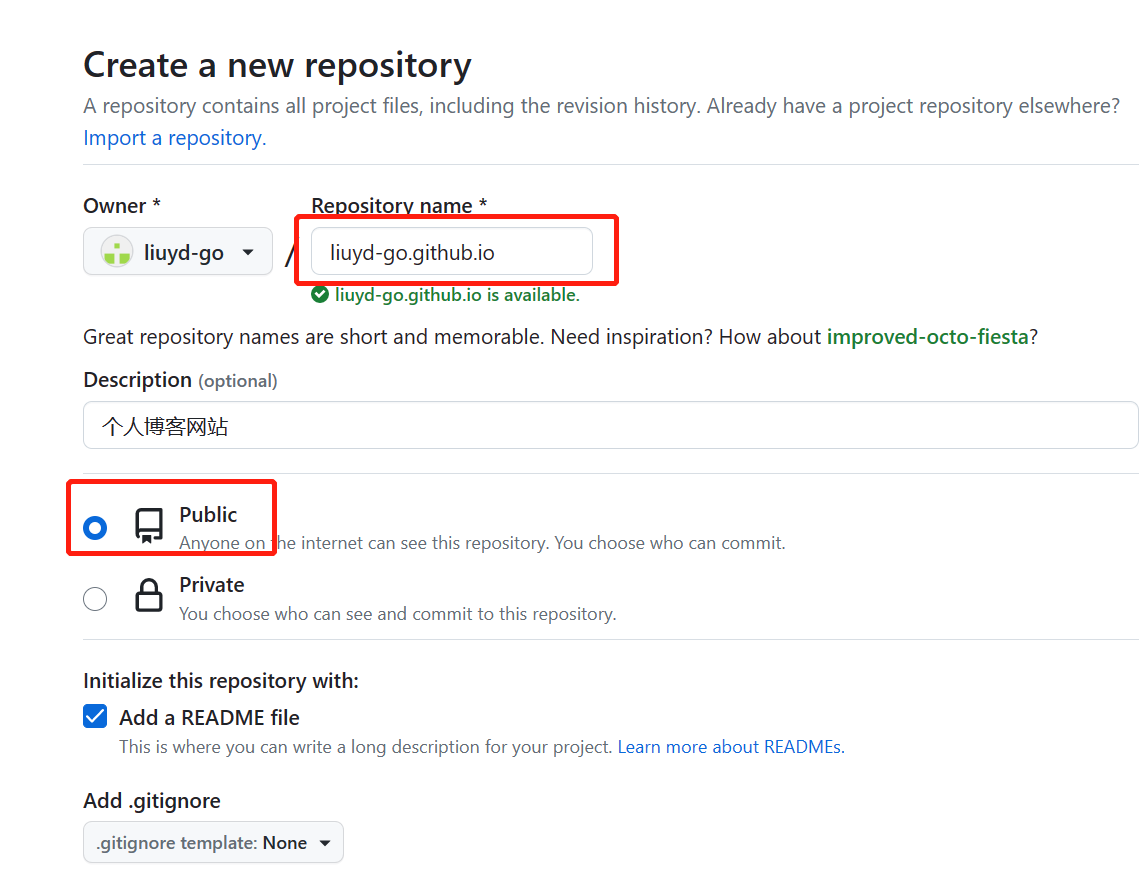 Create a new repository
A repository contains all project files, including the revision history. Already have a project repository elsewhere?
Import a repository.
Owner *
Repository name *
liuyd-go
/
liuyd-go.github.io
liuyd-go.github.io is available.
Great repository names are short and memorable. Need inspiration? How about improved-octo-fiesta?
Description (optional)
个人博客网站
Public
Anyone on the internet can see this repository. You choose who can commit.
Private
You choose who can see and commit to this repository.
Initialize this repository with:
Add a README file
This is where you can write a long description for your project. Learn more about READMEs.
Add .gitignore
.gitignore template: None